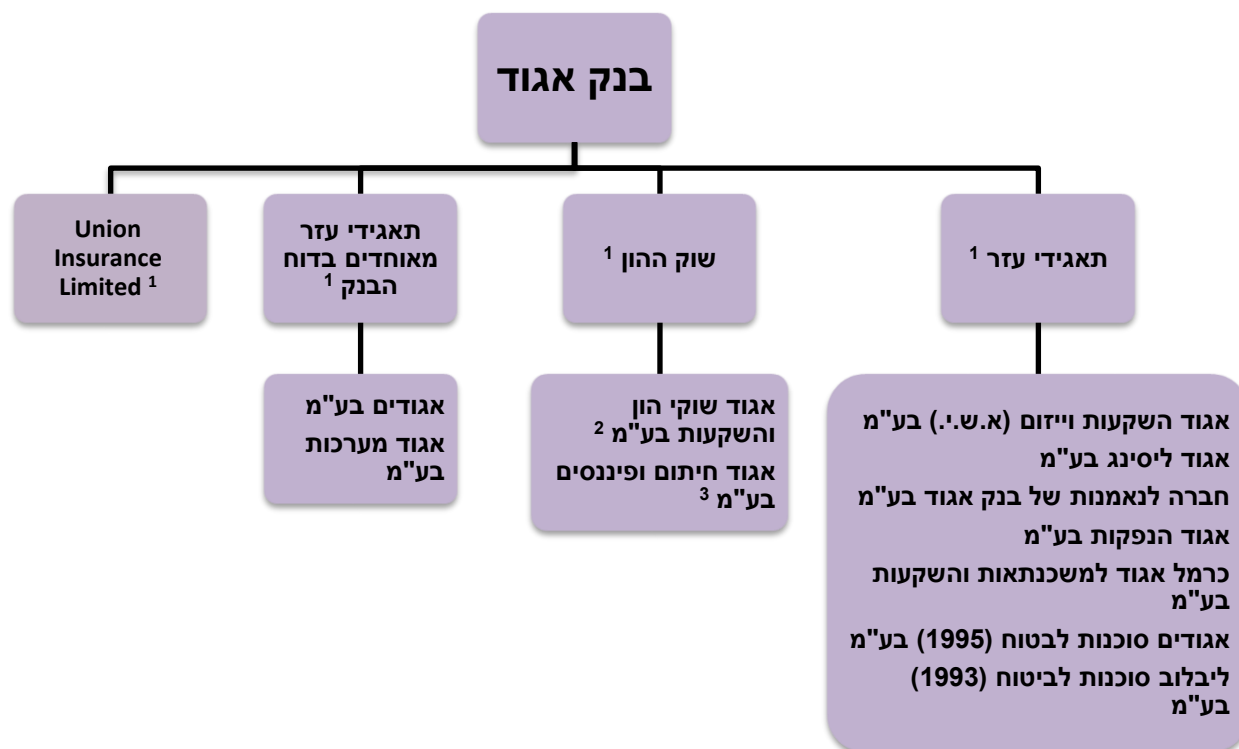 בנק אגוד
תאגידי עזר 1
שוק ההון 1
תאגידי עזר
מאוחדים בדוח
הבנק 1
Union
Insurance
Limited 1
אגוד השקעות וייזום (א.ש.י.) בע"מ
אגוד ליסינג בע"מ
חברה לנאמנות של בנק אגוד בע"מ
אגוד הנפקות בע"מ
כרמל אגוד למשכנתאות והשקעות
בע"מ
אגודים סוכנות לבטוח (1995) בע"מ
ליבלוב סוכנות לביטוח (1993)
בע"מ
אגוד שוקי הון
והשקעות בע"מ 2
אגוד חיתום ופיננסים
בע"מ 3
אגודים בע"מ
אגוד מערכות
בע"מ